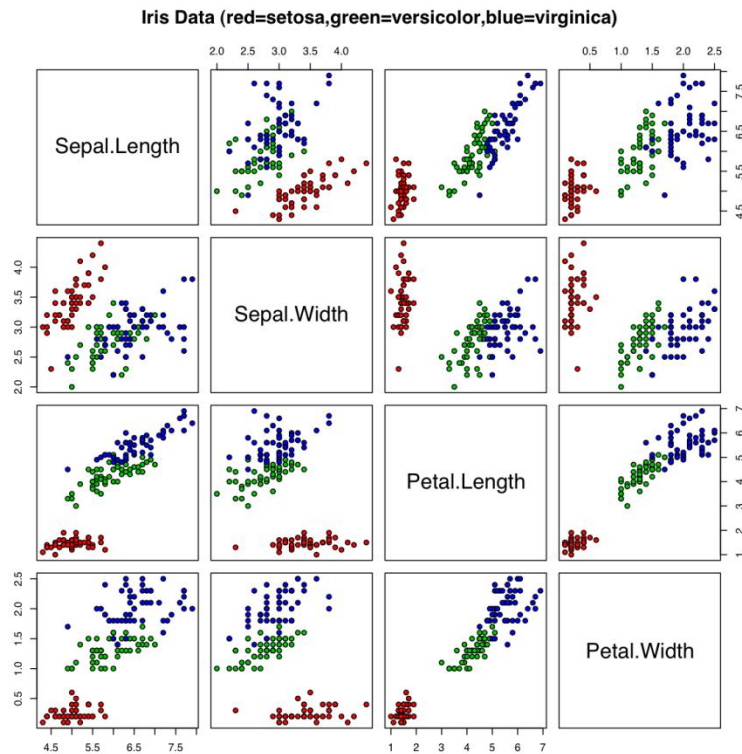 Iris Data (red=setosa,green=versicolor,blue=virginica)
2.0 2.5 3.0 3.5 4.0
0.5 1.5 2.5
Sepal.Length
4.5 5.5 6.5 7.5
2.0 2.5 3.0 3.5 4.0
Sepal.Width
Petal.Length
1 2 3 4 5 6 7
0.5 1.0 1.5 2.0 2.5
Petal.Width
4.5 5.5 6.5 7.5
1 2 3 4 5 6 7